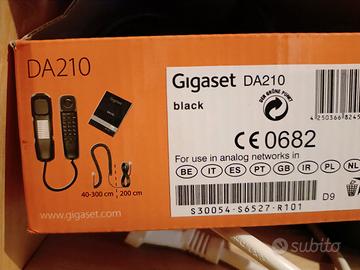 DA210
Gigaset
40-300 cm
200 cm
www.gigaset.com
Gigaset DA210
black
DER GRÜNE PUNKT
CE 0682
For use in analog networks in
BE IT ES PT GB IR PL NL
S30054-S6527-R101
D9
subito